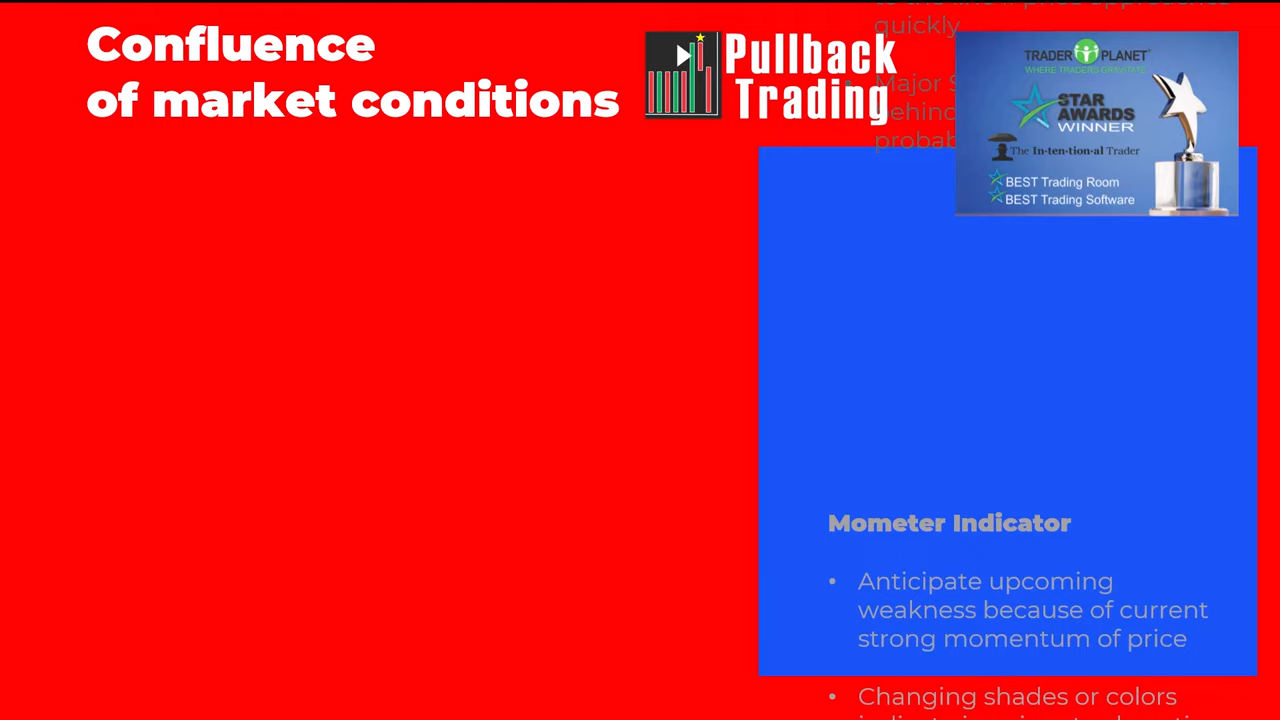 Confluence
of market conditions
Pullback
Trading
quickly
• Major
behind
probab
TRADER PLANET
WHERE TRADERS GRAVITATE
STAR
AWARDS
WINNER
The In-ten-tion-al Trader
BEST Trading Room
BEST Trading Software
Mometer Indicator
• Anticipate upcoming
weakness because of current
strong momentum of price
• Changing shades or colors